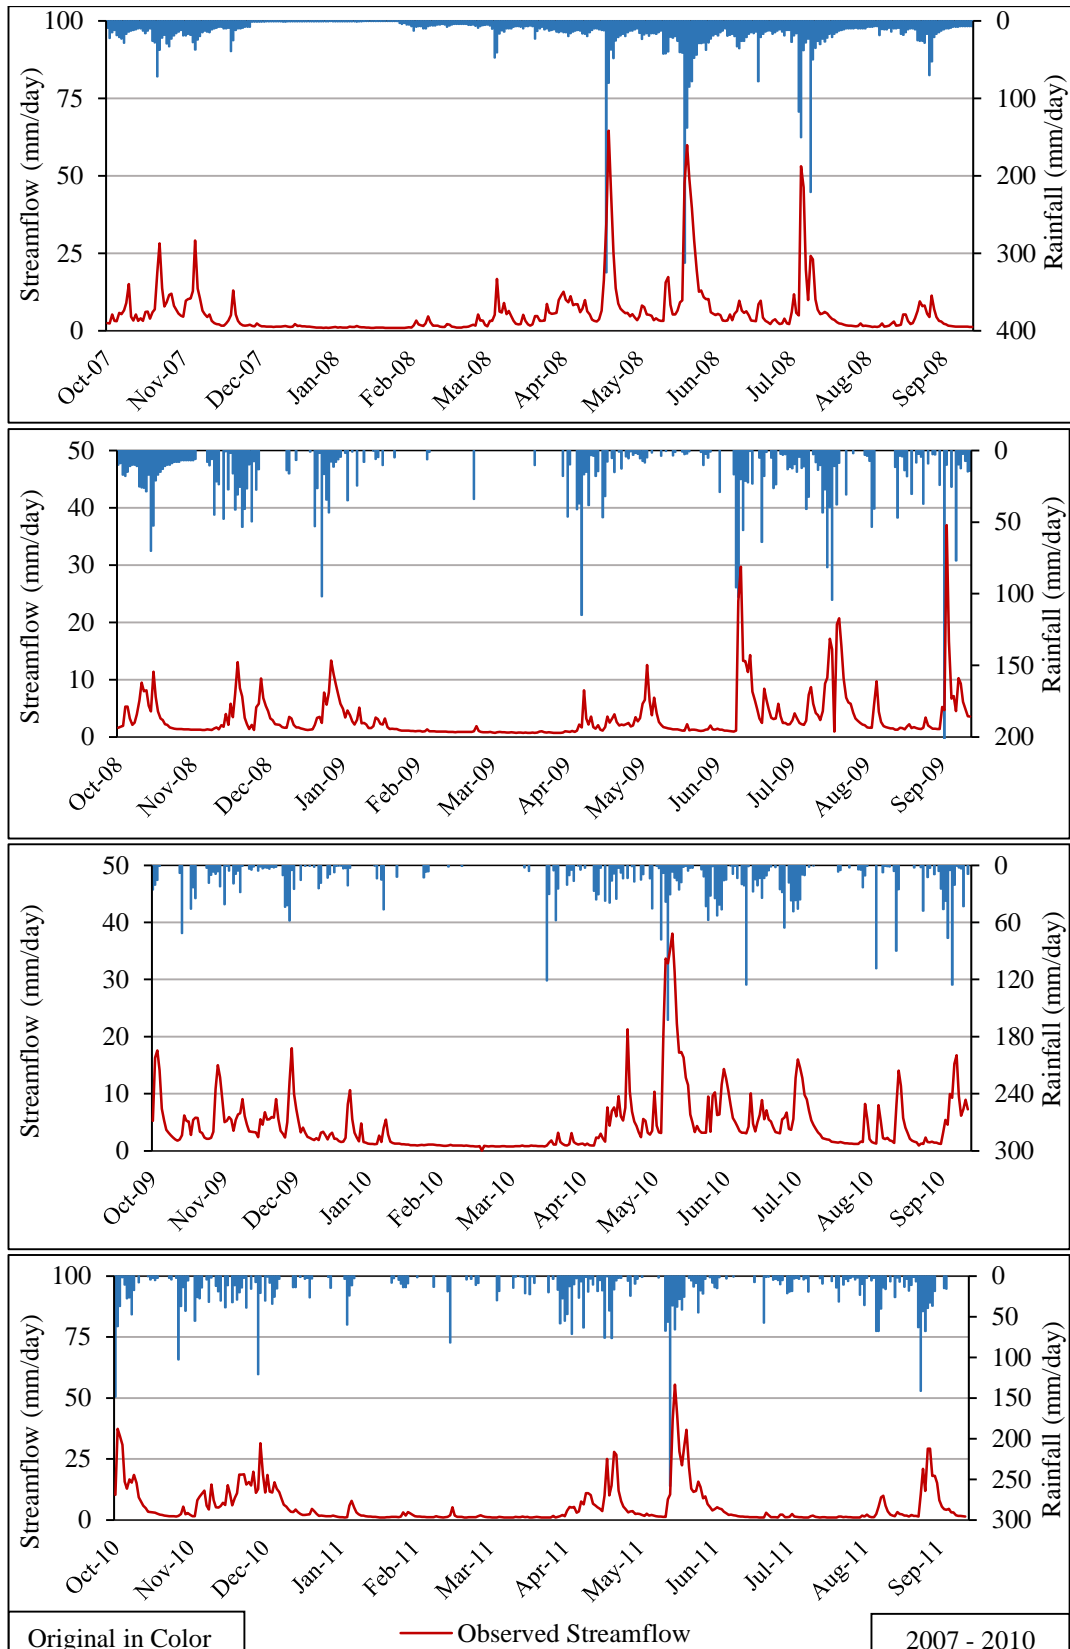 Streamflow (mm/day)
100
75
50
25
0
0
100
200
300
400
Rainfall (mm/day)
Oct-07
Nov-07
Dec-07
Jan-08
Feb-08
Mar-08
Apr-08
May-08
Jun-08
Jul-08
Aug-08
Sep-08
Streamflow (mm/day)
50
40
30
20
10
0
0
50
100
150
200
Rainfall (mm/day)
Oct-08
Nov-08
Dec-08
Jan-09
Feb-09
Mar-09
Apr-09
May-09
Jun-09
Jul-09
Aug-09
Sep-09
Streamflow (mm/day)
50
40
30
20
10
0
0
60
120
180
240
300
Rainfall (mm/day)
Oct-09
Nov-09
Dec-09
Jan-10
Feb-10
Mar-10
Apr-10
May-10
Jun-10
Jul-10
Aug-10
Sep-10
Streamflow (mm/day)
100
75
50
25
0
0
50
100
150
200
250
300
Rainfall (mm/day)
Oct-10
Nov-10
Dec-10
Jan-11
Feb-11
Mar-11
Apr-11
May-11
Jun-11
Jul-11
Aug-11
Sep-11
Original in Color
Observed Streamflow
2007 - 2010